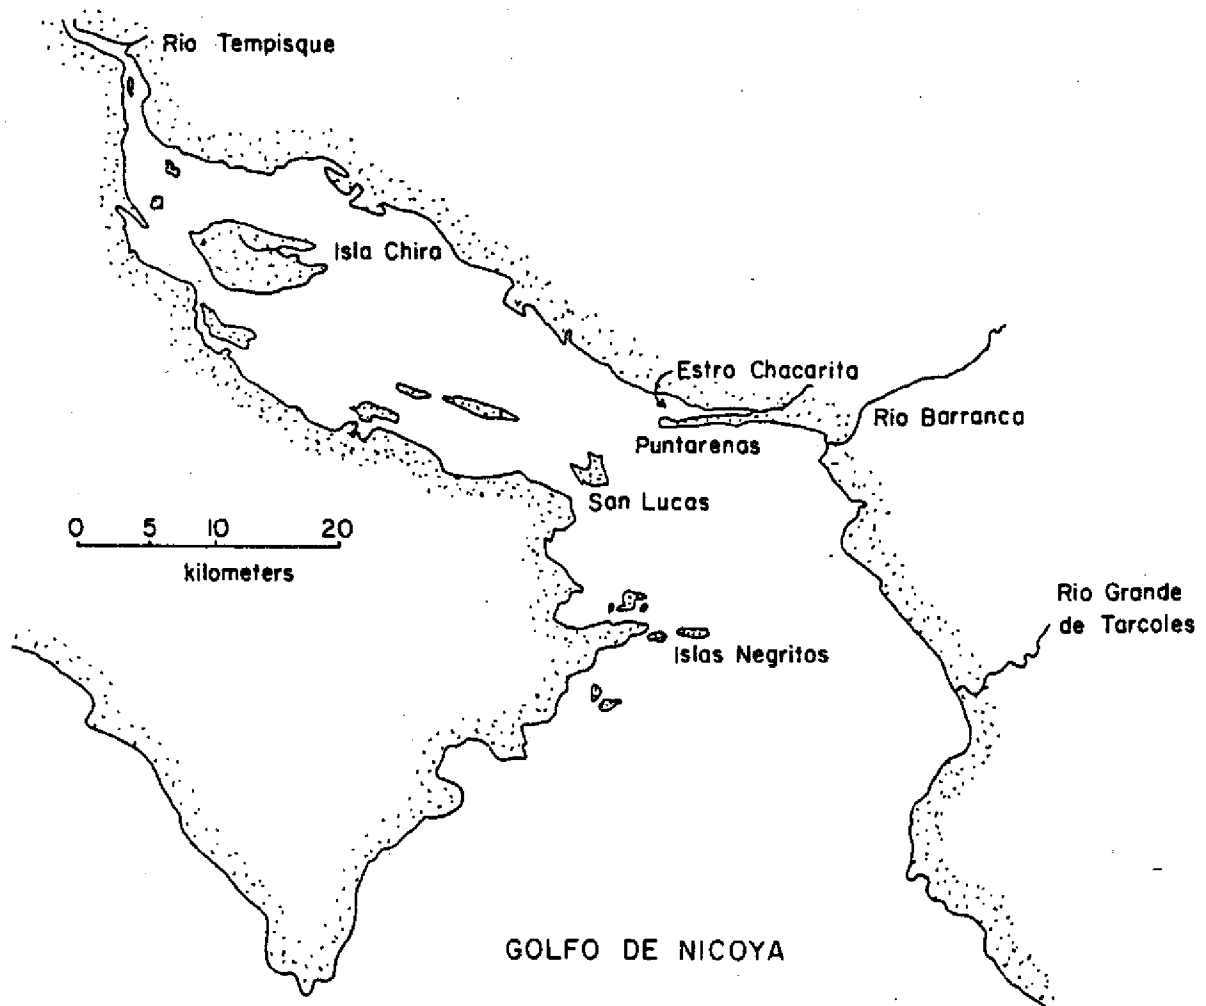 Rio Tempisque
Isla Chira
Estro Chacarita
Rio Barranca
Puntarenas
San Lucas
0 5 10 20
kilometers
Rio Grande
de Tarcoles
Islas Negritos
GOLFO DE NICOYA